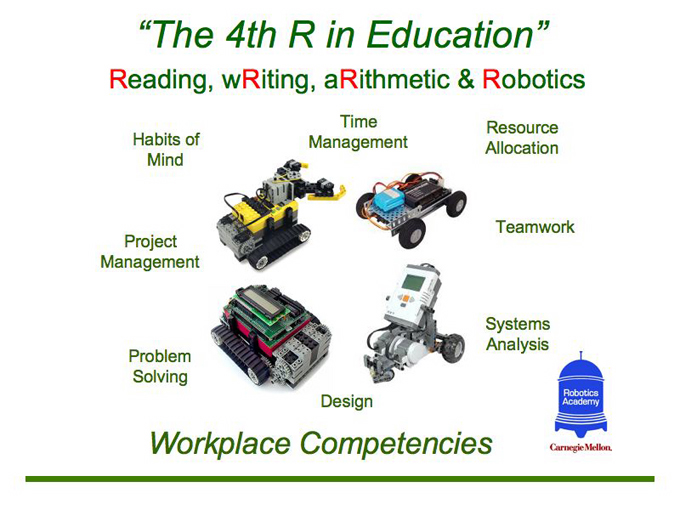 “The 4th R in Education”
Reading, wRiting, aRithmetic & Robotics
Time
Management
Habits of
Mind
Resource
Allocation
Teamwork
Project
Management
Systems
Analysis
Problem
Solving
Design
Robotics
Academy
Carnegie Mellon.
Workplace Competencies